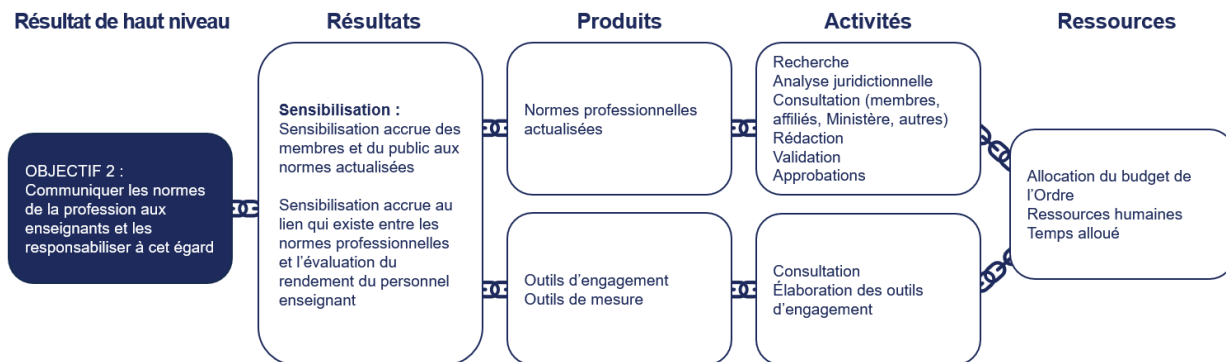 Résultat de haut niveau
Résultats
Produits
Activités
Ressources
OBJECTIF 2 :
Communiquer les normes
de la profession aux
enseignants et les
responsabiliser à cet égard
Sensibilisation :
Sensibilisation accrue des
membres et du public aux
normes actualisées
Sensibilisation accrue au
lien qui existe entre les
normes professionnelles
et l’évaluation du
rendement du personnel
enseignant
Normes professionnelles
actualisées
Outils d’engagement
Outils de mesure
Recherche
Analyse juridictionnelle
Consultation (membres,
affiliés, Ministère, autres)
Rédaction
Validation
Approbations
Consultation
Élaboration des outils
d’engagement
Allocation du budget de
l’Ordre
Ressources humaines
Temps alloué